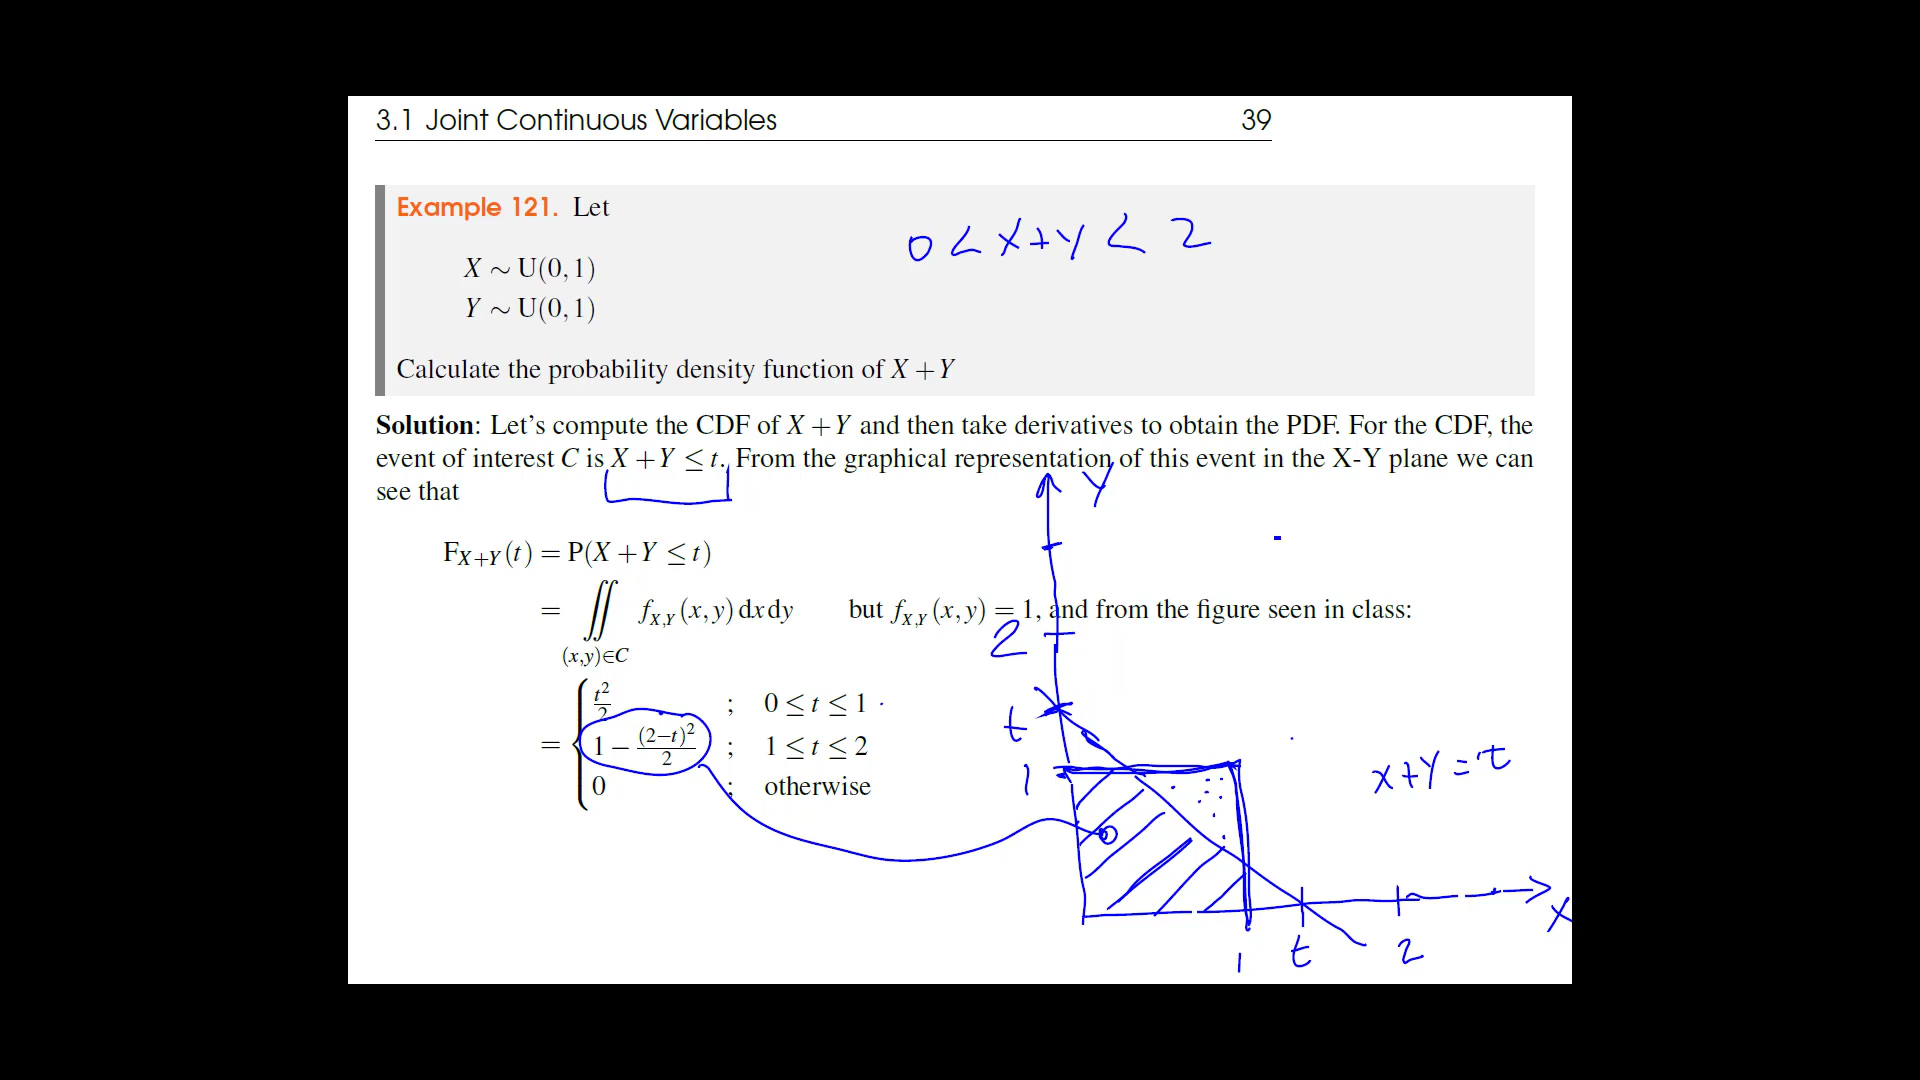 3.1 Joint Continuous Variables 39
Example 121. Let
0 < X+Y < 2
X ∼ U(0,1)
Y ∼ U(0,1)
Calculate the probability density function of X + Y
Solution: Let's compute the CDF of X + Y and then take derivatives to obtain the PDF. For the CDF, the
event of interest C is X + Y ≤ t. From the graphical representation of this event in the X-Y plane we can
see that
Y
F_{X+Y}(t) = P(X + Y ≤ t)
= ∬_{(x,y)∈C} f_{X,Y}(x,y) dx dy but f_{X,Y}(x,y) = 1, and from the figure seen in class:
2
= { t²/2 ; 0 ≤ t ≤ 1
1 − (2−t)²/2 ; 1 ≤ t ≤ 2
0 ; otherwise
t
1
X+Y = t
X
1 t 2